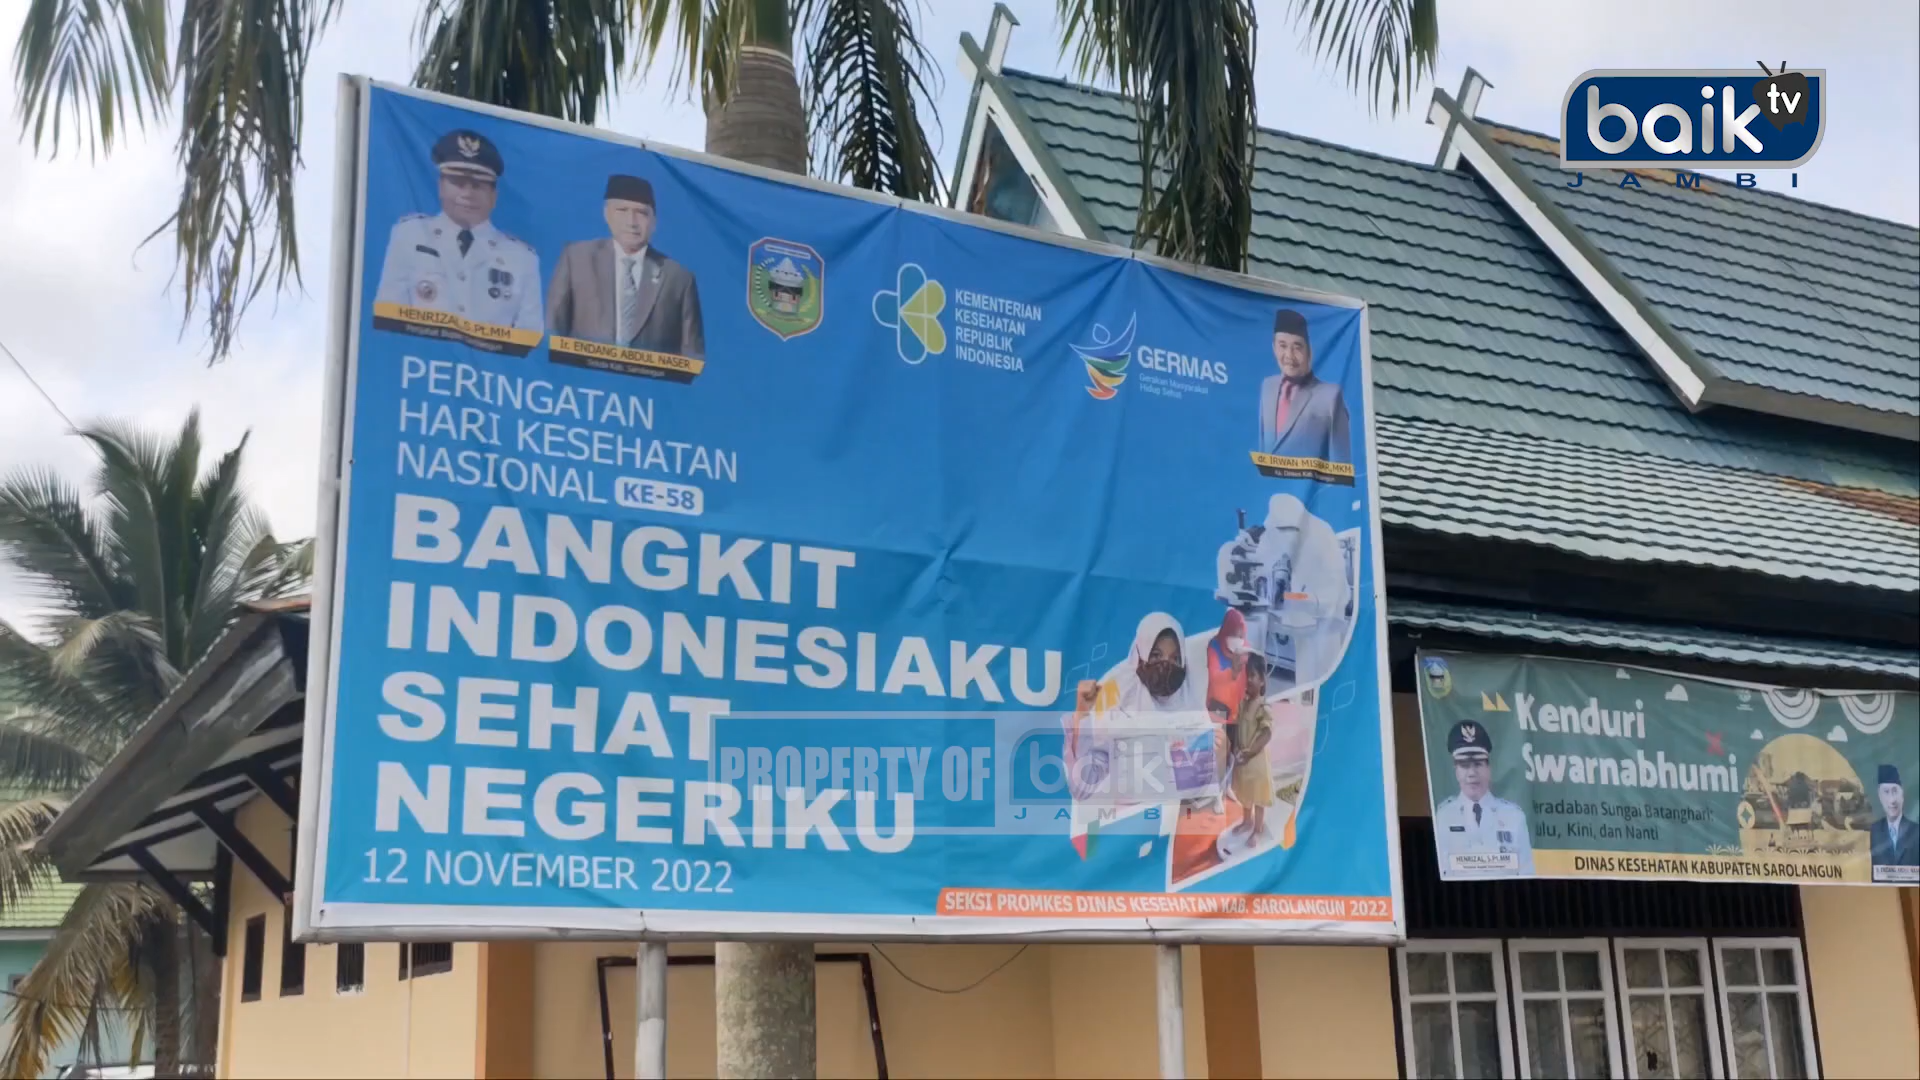 baik tv
JAMBI
HENRIZAL,S.Pt.MM
Ir. ENDANG ABDUL NASER
KEMENTERIAN
KESEHATAN
REPUBLIK
INDONESIA
GERMAS
Gerakan Masyarakat
Hidup Sehat
dr. IRWAN MISBAR,MKM
PERINGATAN
HARI KESEHATAN
NASIONAL KE-58
BANGKIT
INDONESIAKU
SEHAT
NEGERIKU
12 NOVEMBER 2022
SEKSI PROMKES DINAS KESEHATAN KAB. SAROLANGUN 2022
PROPERTY OF baik
JAMBI
Kenduri
Swarnabhumi
Peradaban Sungai Batanghari:
Dulu, Kini, dan Nanti
HENRIZAL, S.Pt.MM
DINAS KESEHATAN KABUPATEN SAROLANGUN